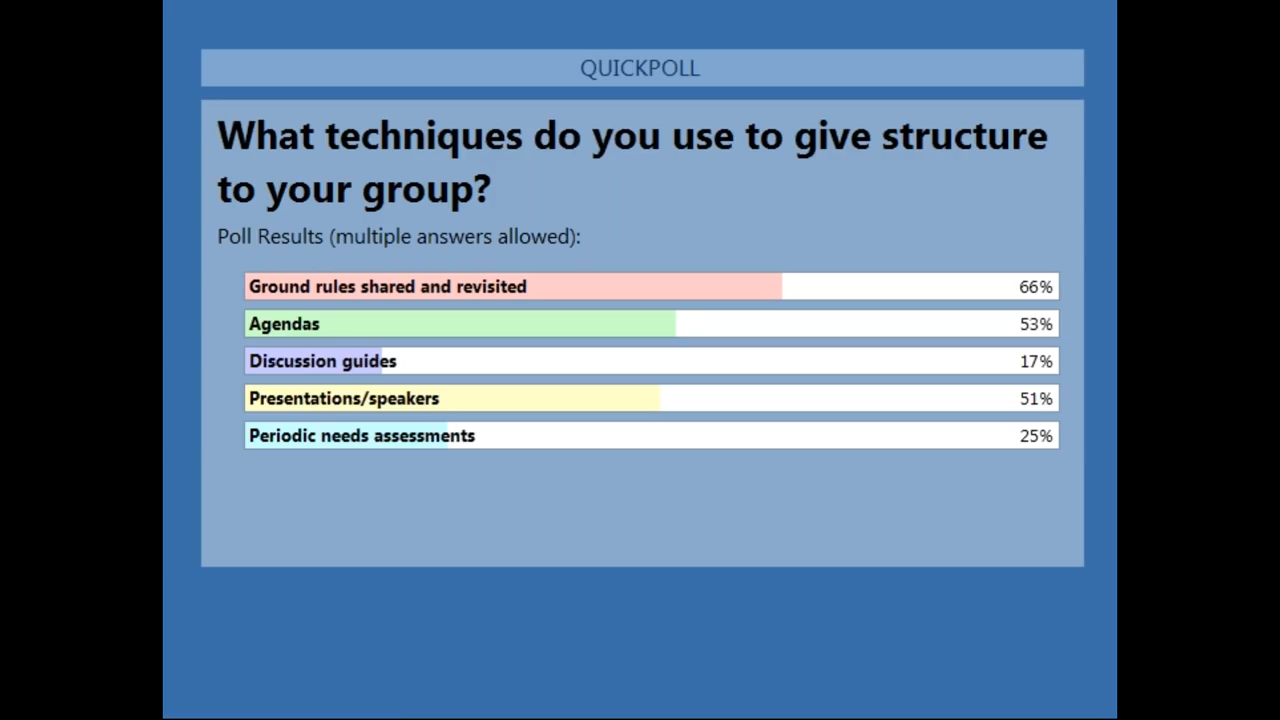 QUICKPOLL
What techniques do you use to give structure
to your group?
Poll Results (multiple answers allowed):
Ground rules shared and revisited 66%
Agendas 53%
Discussion guides 17%
Presentations/speakers 51%
Periodic needs assessments 25%